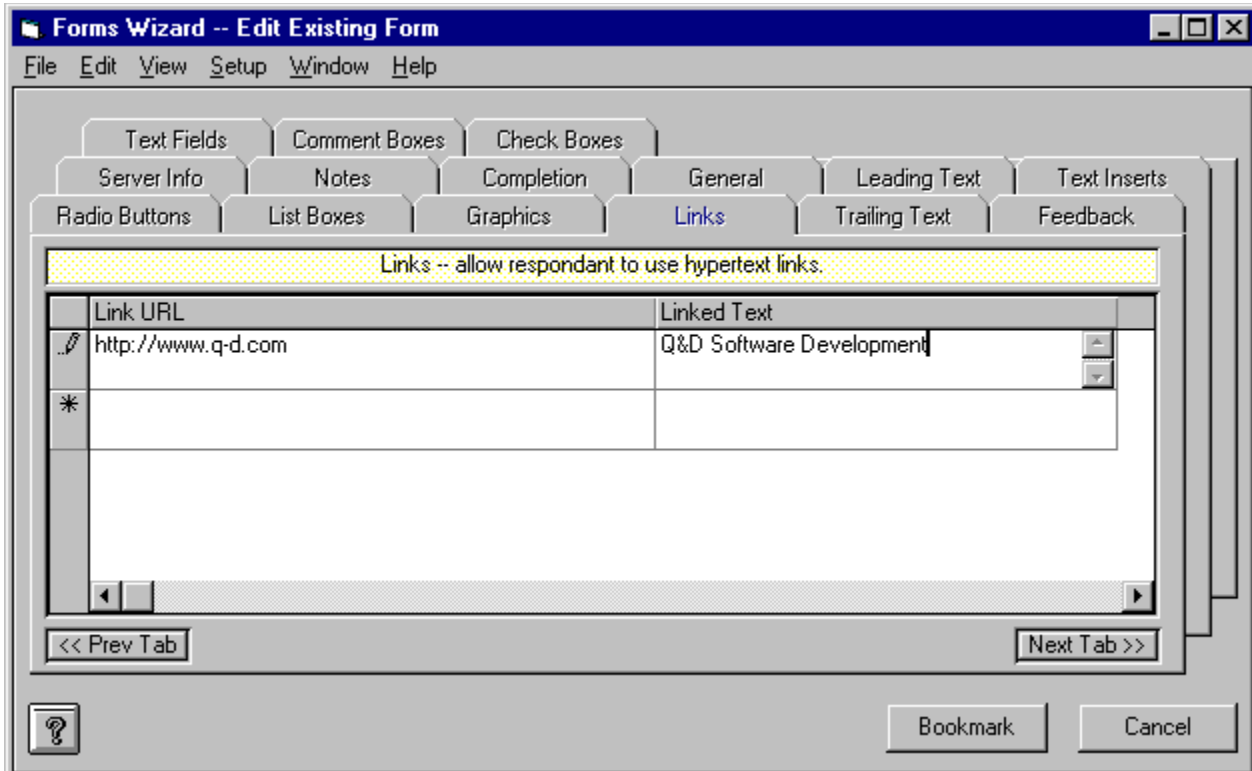 Forms Wizard -- Edit Existing Form
File Edit View Setup Window Help
Text Fields Comment Boxes Check Boxes
Server Info Notes Completion General Leading Text Text Inserts
Radio Buttons List Boxes Graphics Links Trailing Text Feedback
Links -- allow respondant to use hypertext links.
Link URL Linked Text
http://www.q-d.com Q&D Software Development
<< Prev Tab Next Tab >>
? Bookmark Cancel